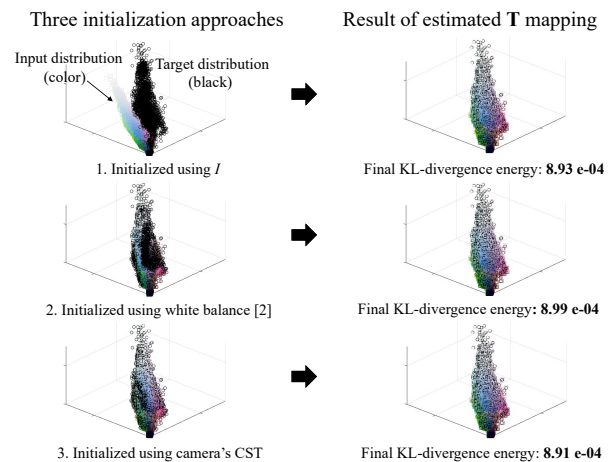 Three initialization approaches
Result of estimated T mapping
Input distribution
(color)
Target distribution
(black)
1. Initialized using I
Final KL-divergence energy: 8.93 e-04
2. Initialized using white balance [2]
Final KL-divergence energy: 8.99 e-04
3. Initialized using camera's CST
Final KL-divergence energy: 8.91 e-04